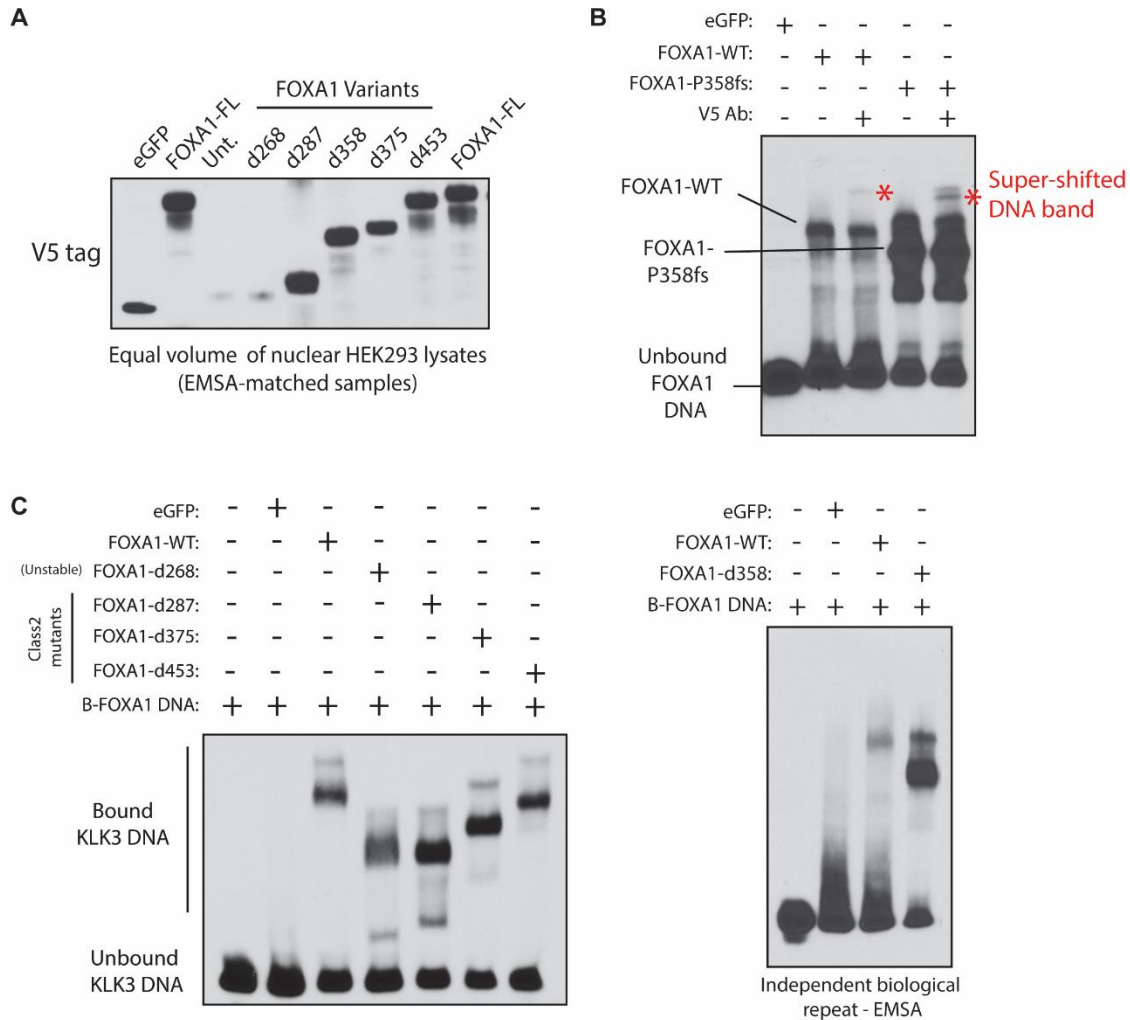 A
FOXA1 Variants
eGFP
FOXA1-FL
Unt.
d268
d287
d358
d375
d453
FOXA1-FL
V5 tag
Equal volume of nuclear HEK293 lysates
(EMSA-matched samples)
B
eGFP: + - - - -
FOXA1-WT: - + + - -
FOXA1-P358fs: - - - + +
V5 Ab: - - + - +
FOXA1-WT
FOXA1-
P358fs
Unbound
FOXA1
DNA
*
*
Super-shifted
DNA band
C
eGFP: - + - - - - -
FOXA1-WT: - - + - - - -
(Unstable) FOXA1-d268: - - - + - - -
Class2
mutants
FOXA1-d287: - - - - + - -
FOXA1-d375: - - - - - + -
FOXA1-d453: - - - - - - +
B-FOXA1 DNA: + + + + + + +
Bound
KLK3 DNA
Unbound
KLK3 DNA
eGFP: - + - -
FOXA1-WT: - - + -
FOXA1-d358: - - - +
B-FOXA1 DNA: + + + +
Independent biological
repeat - EMSA